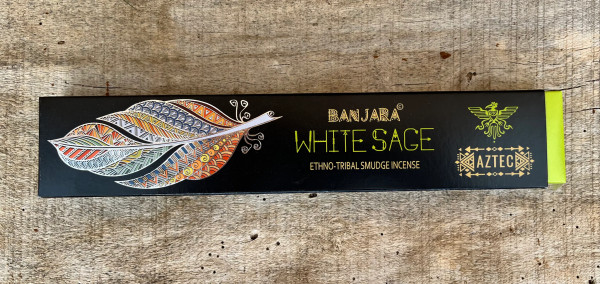 BANJARA©
WHITE SAGE
ETHNO-TRIBAL SMUDGE INCENSE
AZTEC